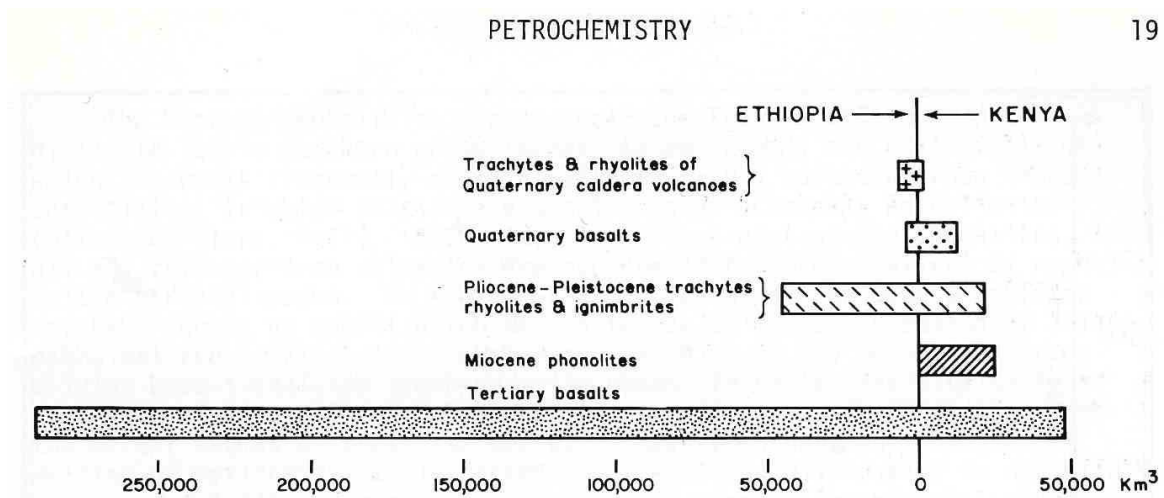 PETROCHEMISTRY 19
ETHIOPIA KENYA
Trachytes & rhyolites of
Quaternary caldera volcanoes
Quaternary basalts
Pliocene-Pleistocene trachytes
rhyolites & ignimbrites
Miocene phonolites
Tertiary basalts
250,000 200,000 150,000 100,000 50,000 0 50,000 Km³